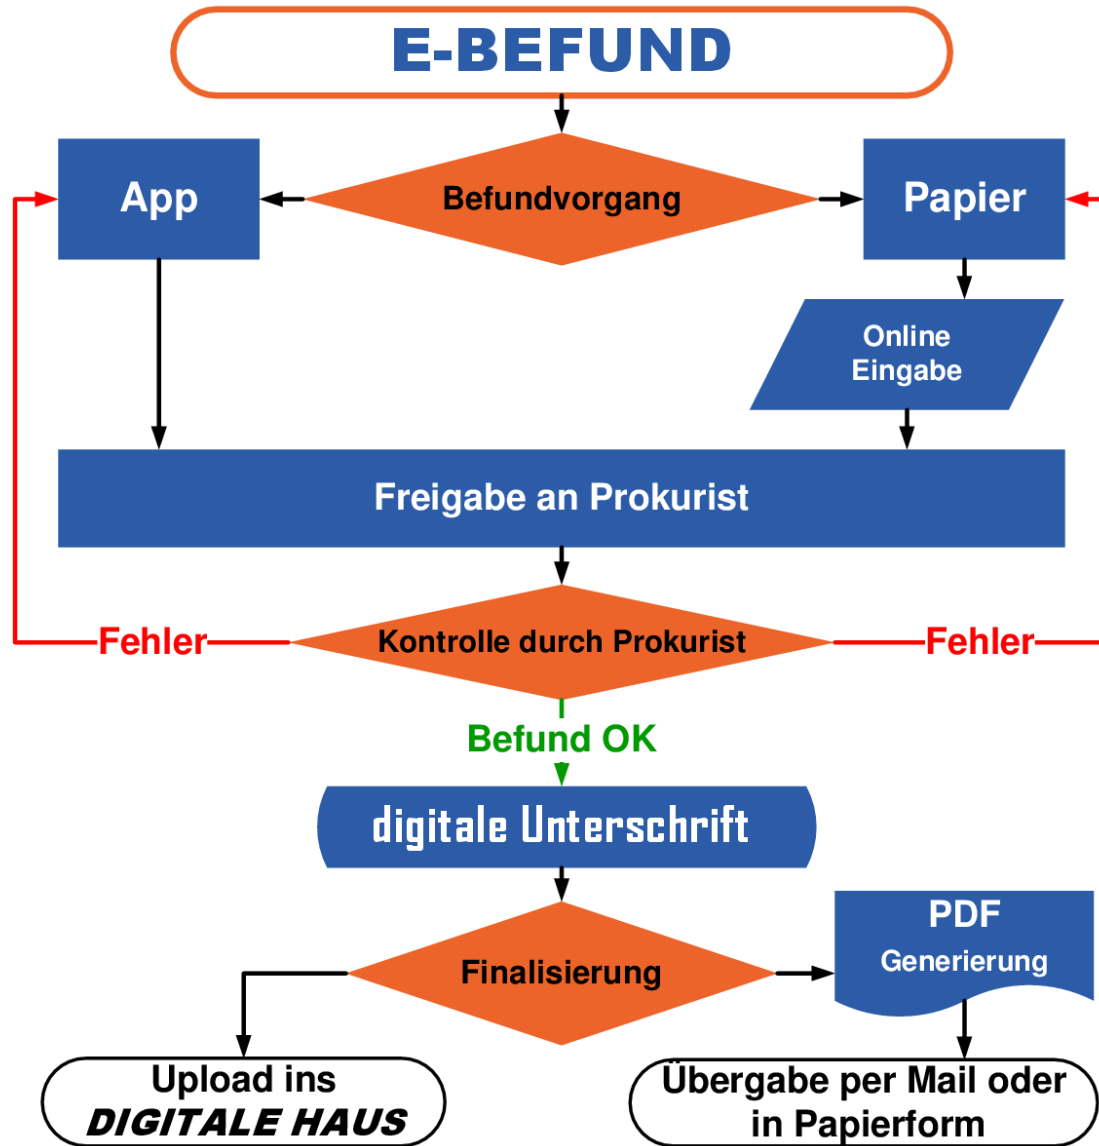 E-BEFUND
App
Befundvorgang
Papier
Online
Eingabe
Freigabe an Prokurist
Fehler
Kontrolle durch Prokurist
Fehler
Befund OK
digitale Unterschrift
PDF
Generierung
Finalisierung
Upload ins
DIGITALE HAUS
Übergabe per Mail oder
in Papierform